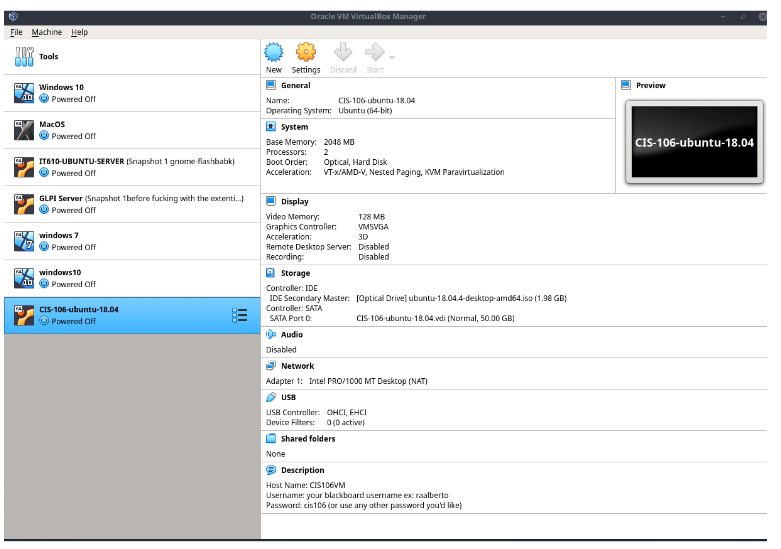 Oracle VM VirtualBox Manager
File Machine Help
Tools
Windows 10
Powered Off
MacOS
Powered Off
IT610-UBUNTU-SERVER (Snapshot 1 gnome-flashbabk)
Powered Off
GLPI Server (Snapshot 1before fucking with the extenti...)
Powered Off
windows 7
Powered Off
windows10
Powered Off
CIS-106-ubuntu-18.04
Powered Off
New Settings Discard Start
General
Name: CIS-106-ubuntu-18.04
Operating System: Ubuntu (64-bit)
Preview
CIS-106-ubuntu-18.04
System
Base Memory: 2048 MB
Processors: 2
Boot Order: Optical, Hard Disk
Acceleration: VT-x/AMD-V, Nested Paging, KVM Paravirtualization
Display
Video Memory: 128 MB
Graphics Controller: VMSVGA
Acceleration: 3D
Remote Desktop Server: Disabled
Recording: Disabled
Storage
Controller: IDE
IDE Secondary Master: [Optical Drive] ubuntu-18.04.4-desktop-amd64.iso (1.98 GB)
Controller: SATA
SATA Port 0: CIS-106-ubuntu-18.04.vdi (Normal, 50.00 GB)
Audio
Disabled
Network
Adapter 1: Intel PRO/1000 MT Desktop (NAT)
USB
USB Controller: OHCI, EHCI
Device Filters: 0 (0 active)
Shared folders
None
Description
Host Name: CIS106VM
Username: your blackboard username ex: raalberto
Password: cis106 (or use any other password you'd like)